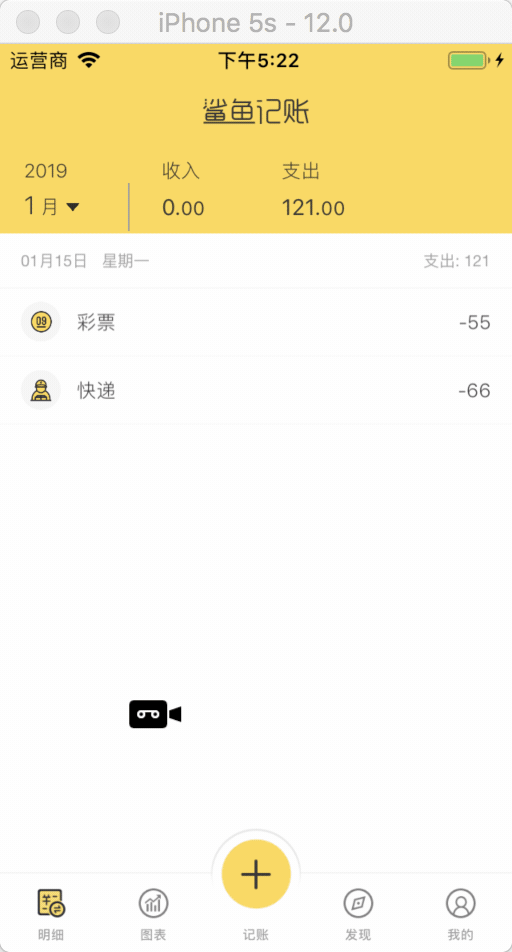 iPhone 5s - 12.0
运营商 下午5:22
鲨鱼记账
2019 收入 支出
1月 0.00 121.00
01月15日 星期一 支出: 121
09 彩票 -55
快递 -66
明细 图表 记账 发现 我的